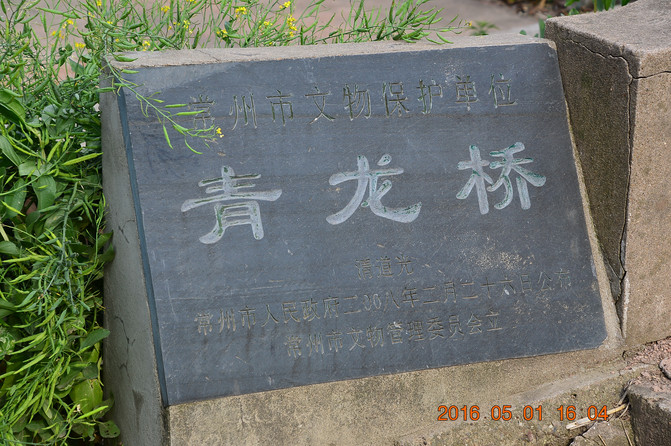 常州市文物保护单位
青龙桥
清道光
常州市人民政府二〇〇八年二月二十六日公布
常州市文物管理委员会立
2016.05.01 16:04